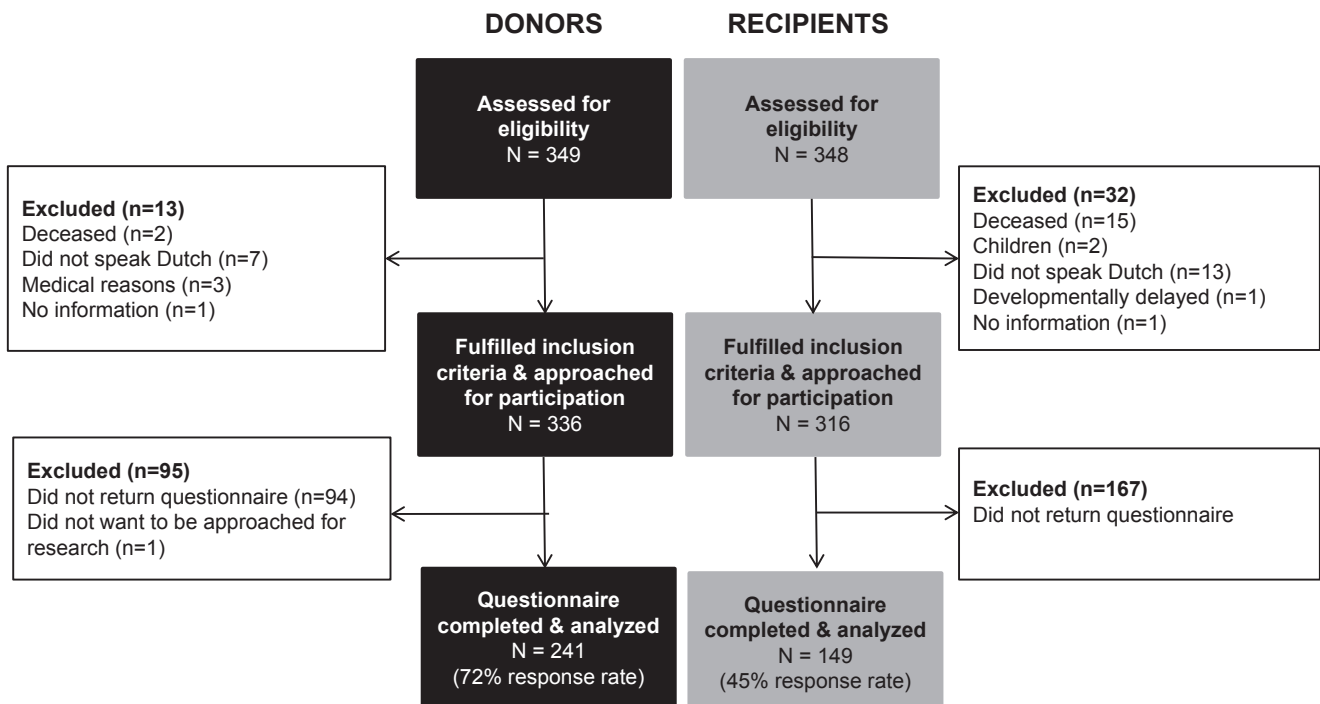 DONORS
RECIPIENTS
Assessed for
eligibility
N = 349
Assessed for
eligibility
N = 348
Excluded (n=13)
Deceased (n=2)
Did not speak Dutch (n=7)
Medical reasons (n=3)
No information (n=1)
Excluded (n=32)
Deceased (n=15)
Children (n=2)
Did not speak Dutch (n=13)
Developmentally delayed (n=1)
No information (n=1)
Fulfilled inclusion
criteria & approached
for participation
N = 336
Fulfilled inclusion
criteria & approached
for participation
N = 316
Excluded (n=95)
Did not return questionnaire (n=94)
Did not want to be approached for
research (n=1)
Excluded (n=167)
Did not return questionnaire
Questionnaire
completed & analyzed
N = 241
(72% response rate)
Questionnaire
completed & analyzed
N = 149
(45% response rate)